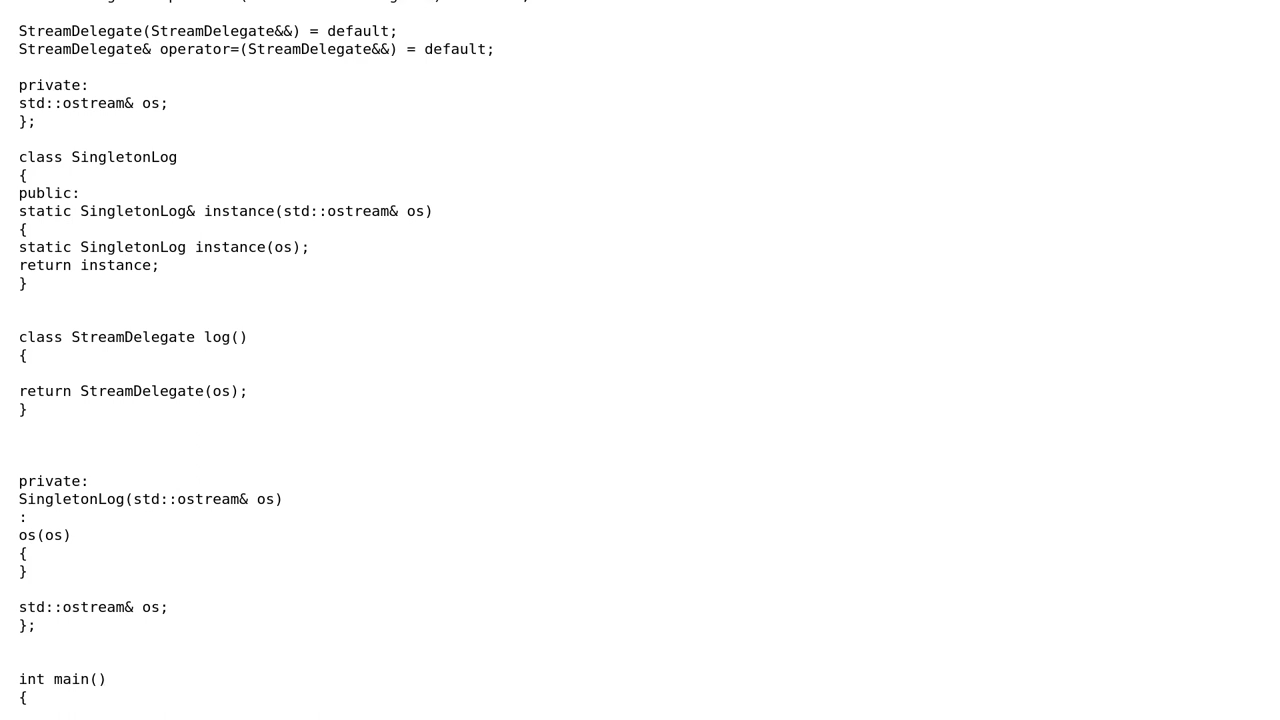 StreamDelegate(StreamDelegate&&) = default;
StreamDelegate& operator=(StreamDelegate&&) = default;
private:
std::ostream& os;
};
class SingletonLog
{
public:
static SingletonLog& instance(std::ostream& os)
{
static SingletonLog instance(os);
return instance;
}
class StreamDelegate log()
{
return StreamDelegate(os);
}
private:
SingletonLog(std::ostream& os)
:
os(os)
{
}
std::ostream& os;
};
int main()
{